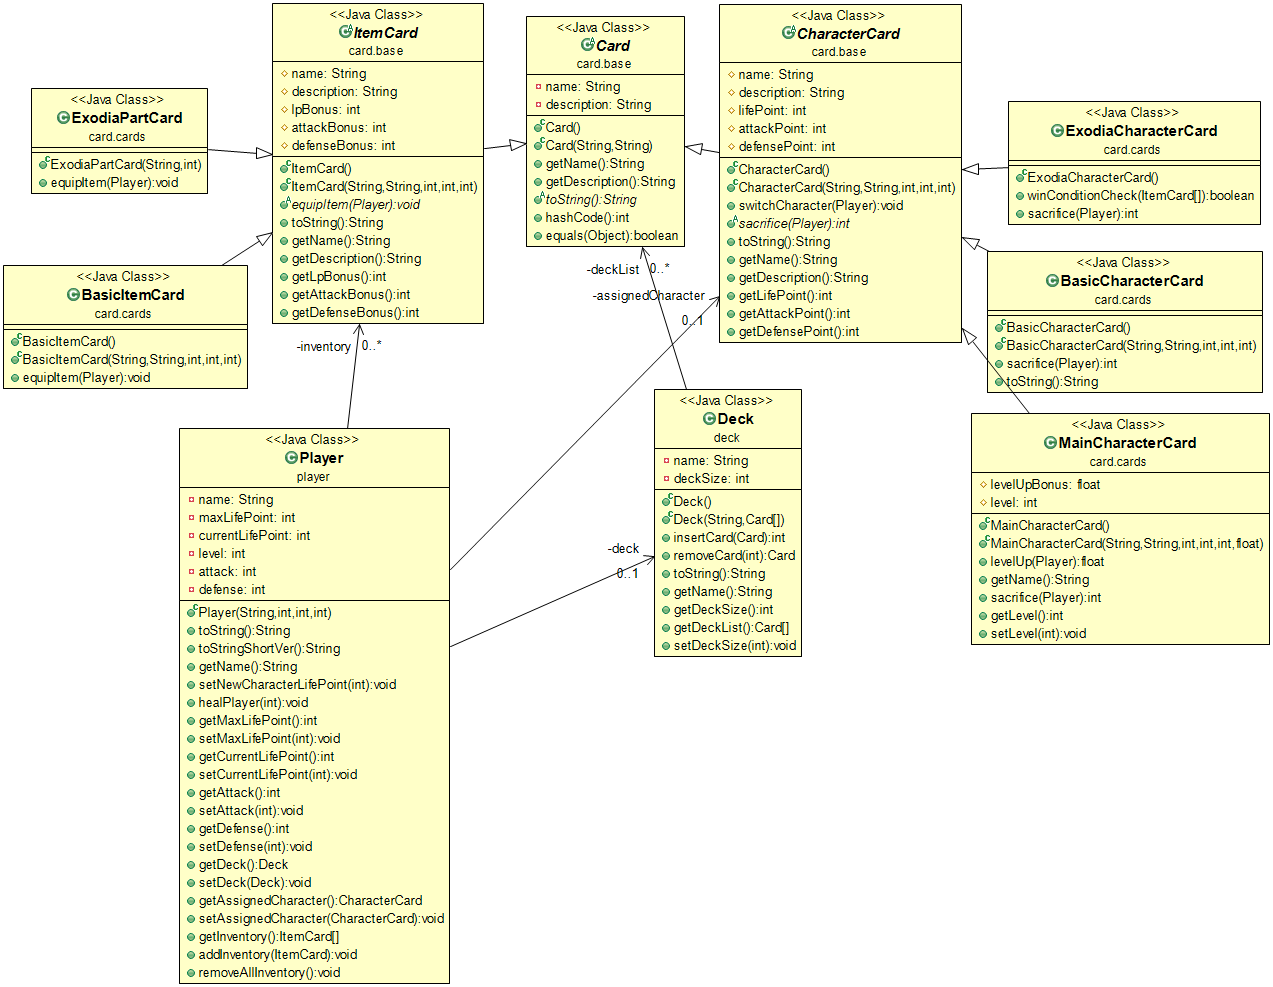 <<Java Class>>
ItemCard
card.base
name: String
description: String
lpBonus: int
attackBonus: int
defenseBonus: int
ItemCard()
ItemCard(String,String,int,int,int)
equipItem(Player):void
toString():String
getName():String
getDescription():String
getLpBonus():int
getAttackBonus():int
getDefenseBonus():int
<<Java Class>>
Card
card.base
name: String
description: String
Card()
Card(String,String)
getName():String
getDescription():String
toString():String
hashCode():int
equals(Object):boolean
<<Java Class>>
CharacterCard
card.base
name: String
description: String
lifePoint: int
attackPoint: int
defensePoint: int
CharacterCard()
CharacterCard(String,String,int,int,int)
switchCharacter(Player):void
sacrifice(Player):int
toString():String
getName():String
getDescription():String
getLifePoint():int
getAttackPoint():int
getDefensePoint():int
<<Java Class>>
ExodiaPartCard
card.cards
ExodiaPartCard(String,int)
equipItem(Player):void
<<Java Class>>
ExodiaCharacterCard
card.cards
ExodiaCharacterCard()
winConditionCheck(ItemCard[]):boolean
sacrifice(Player):int
<<Java Class>>
BasicItemCard
card.cards
BasicItemCard()
BasicItemCard(String,String,int,int,int)
equipItem(Player):void
<<Java Class>>
BasicCharacterCard
card.cards
BasicCharacterCard()
BasicCharacterCard(String,String,int,int,int)
sacrifice(Player):int
toString():String
-deckList 0..*
-assignedCharacter
0..1
-inventory 0..*
<<Java Class>>
Deck
deck
name: String
deckSize: int
Deck()
Deck(String,Card[])
insertCard(Card):int
removeCard(int):Card
toString():String
getName():String
getDeckSize():int
getDeckList():Card[]
setDeckSize(int):void
<<Java Class>>
MainCharacterCard
card.cards
levelUpBonus: float
level: int
MainCharacterCard()
MainCharacterCard(String,String,int,int,int,float)
levelUp(Player):float
getName():String
sacrifice(Player):int
getLevel():int
setLevel(int):void
-deck
0..1
<<Java Class>>
Player
player
name: String
maxLifePoint: int
currentLifePoint: int
level: int
attack: int
defense: int
Player(String,int,int,int)
toString():String
toStringShortVer():String
getName():String
setNewCharacterLifePoint(int):void
healPlayer(int):void
getMaxLifePoint():int
setMaxLifePoint(int):void
getCurrentLifePoint():int
setCurrentLifePoint(int):void
getAttack():int
setAttack(int):void
getDefense():int
setDefense(int):void
getDeck():Deck
setDeck(Deck):void
getAssignedCharacter():CharacterCard
setAssignedCharacter(CharacterCard):void
getInventory():ItemCard[]
addInventory(ItemCard):void
removeAllInventory():void